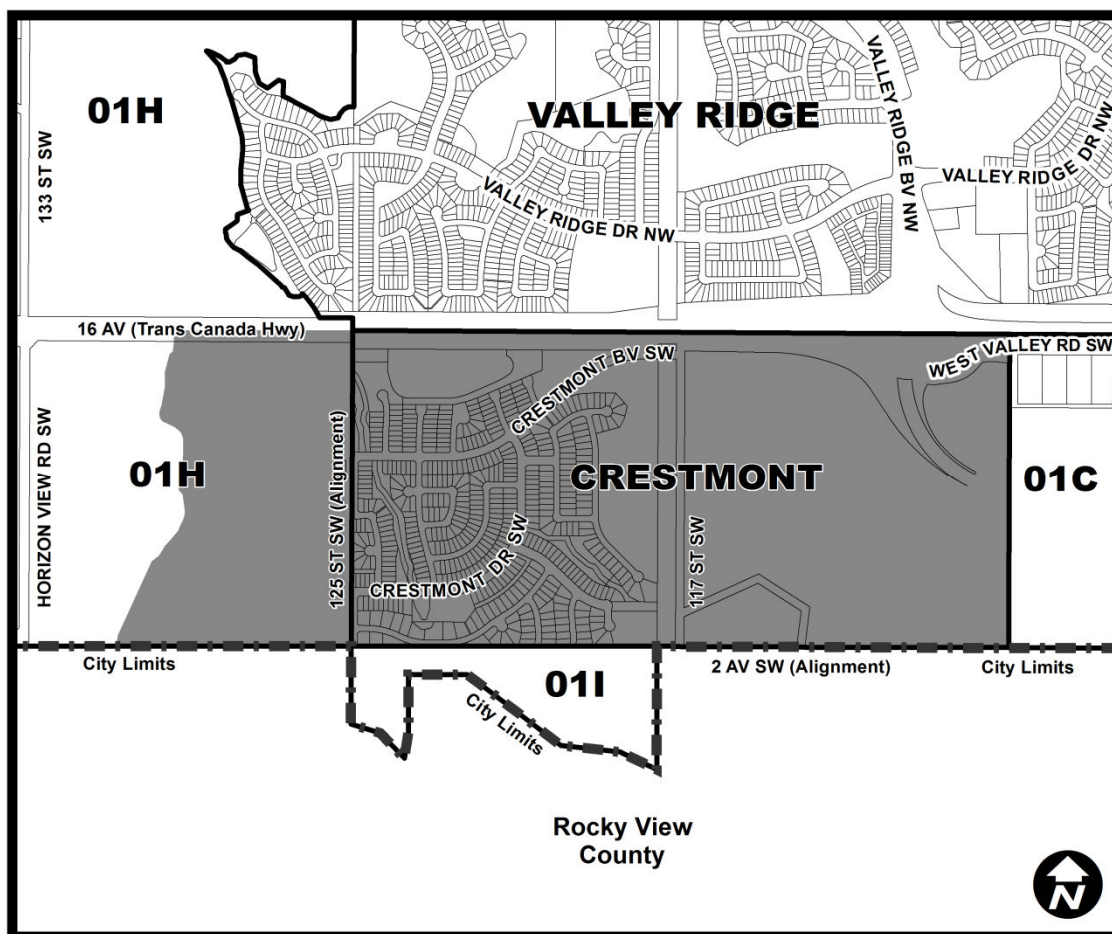 01H
VALLEY RIDGE
133 ST SW
VALLEY RIDGE BV NW
VALLEY RIDGE DR NW
VALLEY RIDGE DR NW
16 AV (Trans Canada Hwy)
WEST VALLEY RD SW
CRESTMONT BV SW
HORIZON VIEW RD SW
01H
125 ST SW (Alignment)
CRESTMONT
01C
CRESTMONT DR SW
117 ST SW
City Limits
2 AV SW (Alignment)
City Limits
01I
City Limits
Rocky View
County
N